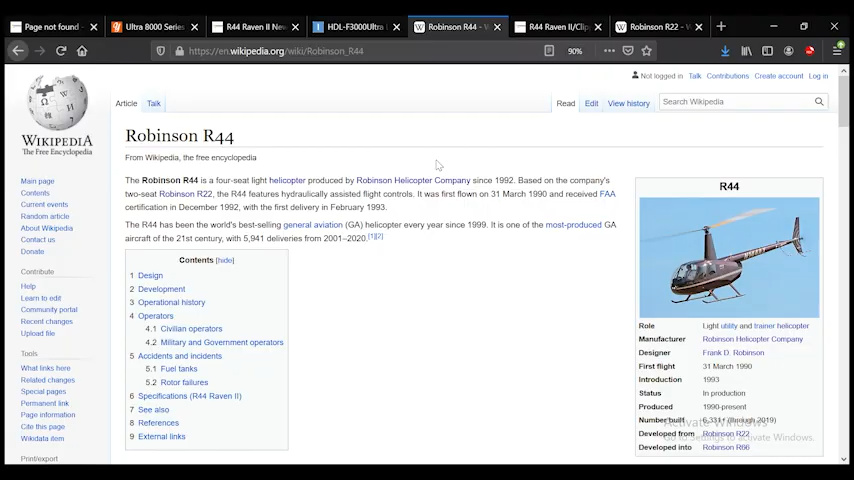 Page not found -
Ultra 8000 Series
R44 Raven II New
HDL-F3000Ultra
Robinson R44 - W
R44 Raven II/Clip
Robinson R22 - W
https://en.wikipedia.org/wiki/Robinson_R44
90%
Not logged in Talk Contributions Create account Log in
Article Talk
Read Edit View history
Search Wikipedia
WIKIPEDIA
The Free Encyclopedia
Main page
Contents
Current events
Random article
About Wikipedia
Contact us
Donate
Contribute
Help
Learn to edit
Community portal
Recent changes
Upload file
Tools
What links here
Related changes
Special pages
Permanent link
Page information
Cite this page
Wikidata item
Print/export
Robinson R44
From Wikipedia, the free encyclopedia
The Robinson R44 is a four-seat light helicopter produced by Robinson Helicopter Company since 1992. Based on the company's
two-seat Robinson R22, the R44 features hydraulically assisted flight controls. It was first flown on 31 March 1990 and received FAA
certification in December 1992, with the first delivery in February 1993.
The R44 has been the world's best-selling general aviation (GA) helicopter every year since 1999. It is one of the most-produced GA
aircraft of the 21st century, with 5,941 deliveries from 2001–2020.[1][2]
Contents [hide]
1 Design
2 Development
3 Operational history
4 Operators
4.1 Civilian operators
4.2 Military and Government operators
5 Accidents and incidents
5.1 Fuel tanks
5.2 Rotor failures
6 Specifications (R44 Raven II)
7 See also
8 References
9 External links
R44
Role Light utility and trainer helicopter
Manufacturer Robinson Helicopter Company
Designer Frank D. Robinson
First flight 31 March 1990
Introduction 1993
Status In production
Produced 1990-present
Number built 6,331+ (through 2019)
Developed from Robinson R22
Developed into Robinson R66
Activate Windows
Go to Settings to activate Windows.